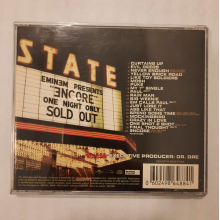 STATE
EMINEM PRESENTS
"ENCORE"
ONE NIGHT ONLY
SOLD OUT
CURTAINS UP
EVIL DEEDS
NEVER ENOUGH
YELLOW BRICK ROAD
LIKE TOY SOLDIERS
MOSH
PUKE
MY 1ST SINGLE
PAUL
RAIN MAN
BIG WEENIE
EM CALLS PAUL
JUST LOSE IT
ASS LIKE THAT
SPEND SOME TIME
MOCKINGBIRD
CRAZY IN LOVE
ONE SHOT 2 SHOT
FINAL THOUGHT
ENCORE
EXECUTIVE PRODUCER: DR. DRE